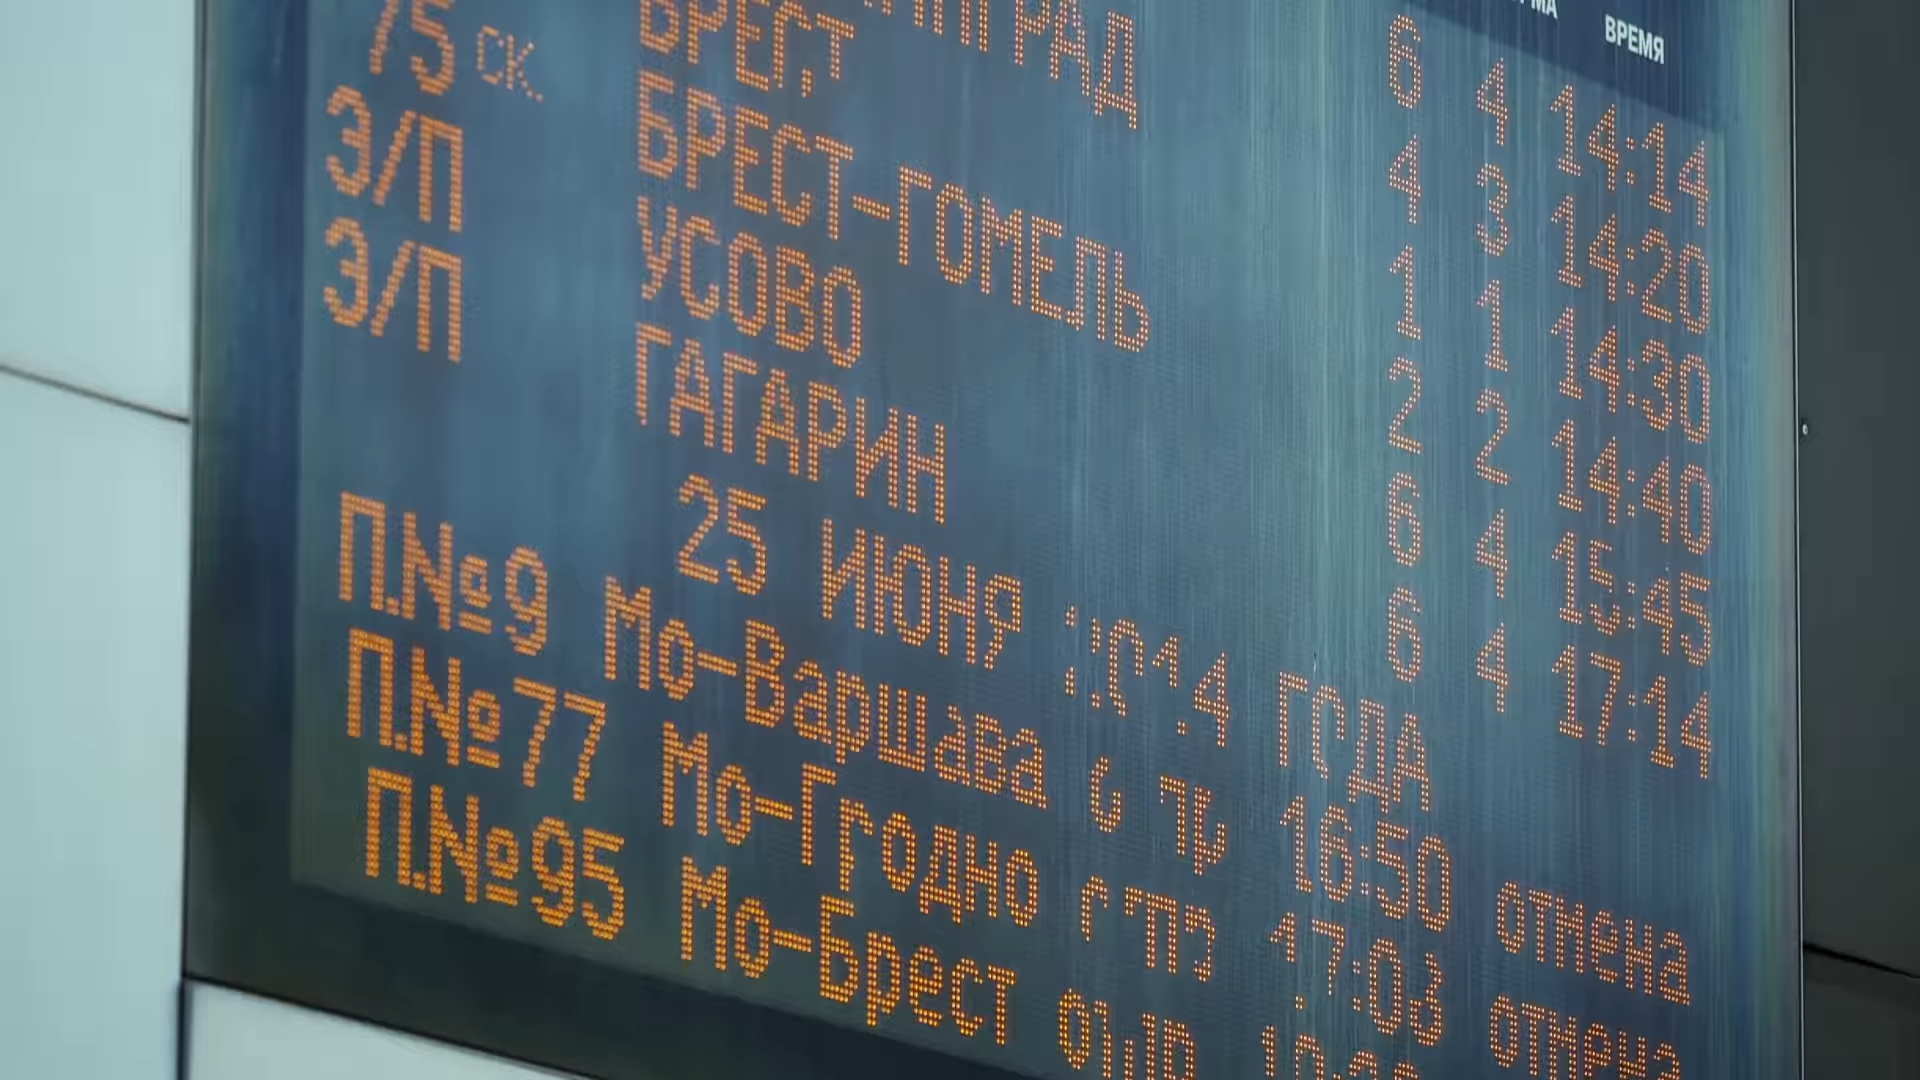 ВРЕМЯ
6 4 14:14
4 3 14:20
БРЕСТ, 1 1 14:30
75 СК. БРЕСТ-ГОМЕЛЬ 2 2 14:40
Э/П УСОВО 6 4 15:45
Э/П ГАГАРИН 6 4 17:14
25 ИЮНЯ 2014 ГОДА
П.№9 Мо-Варшава 16:50 отмена
П.№77 Мо-Гродно 17:03 отмена
П.№95 Мо-Брест